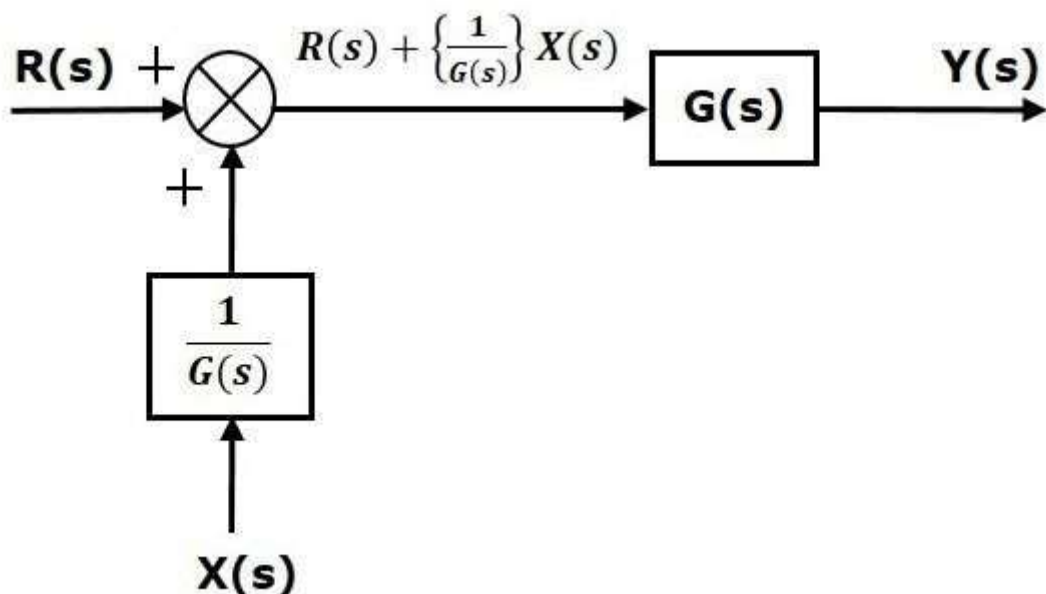 R(s)
+
R(s) + {1/G(s)} X(s)
G(s)
Y(s)
+
1/G(s)
X(s)